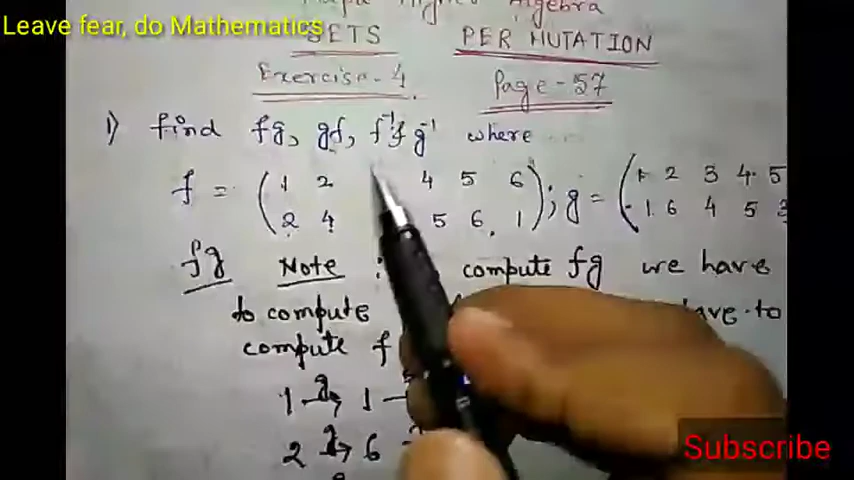 Higher Algebra
Leave fear, do Mathematics
SETS PERMUTATION
Exercise-4 Page-57
1) find fg, gf, f⁻¹ g⁻¹ where
f = (1 2 4 5 6); g = (1 2 3 4 5
2 4 5 6 1 1 6 4 5 3
fg Note : compute fg we have
to compute have to
compute f
1 g→ 1
2 g→ 6
Subscribe